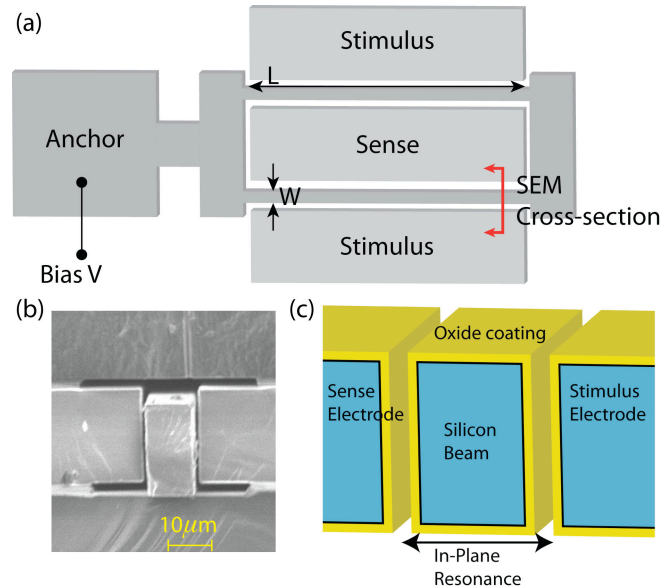 (a)
Stimulus
L
Anchor
Sense
W
SEM
Cross-section
Stimulus
Bias V
(b)
10μm
(c)
Oxide coating
Sense
Electrode
Silicon
Beam
Stimulus
Electrode
In-Plane
Resonance